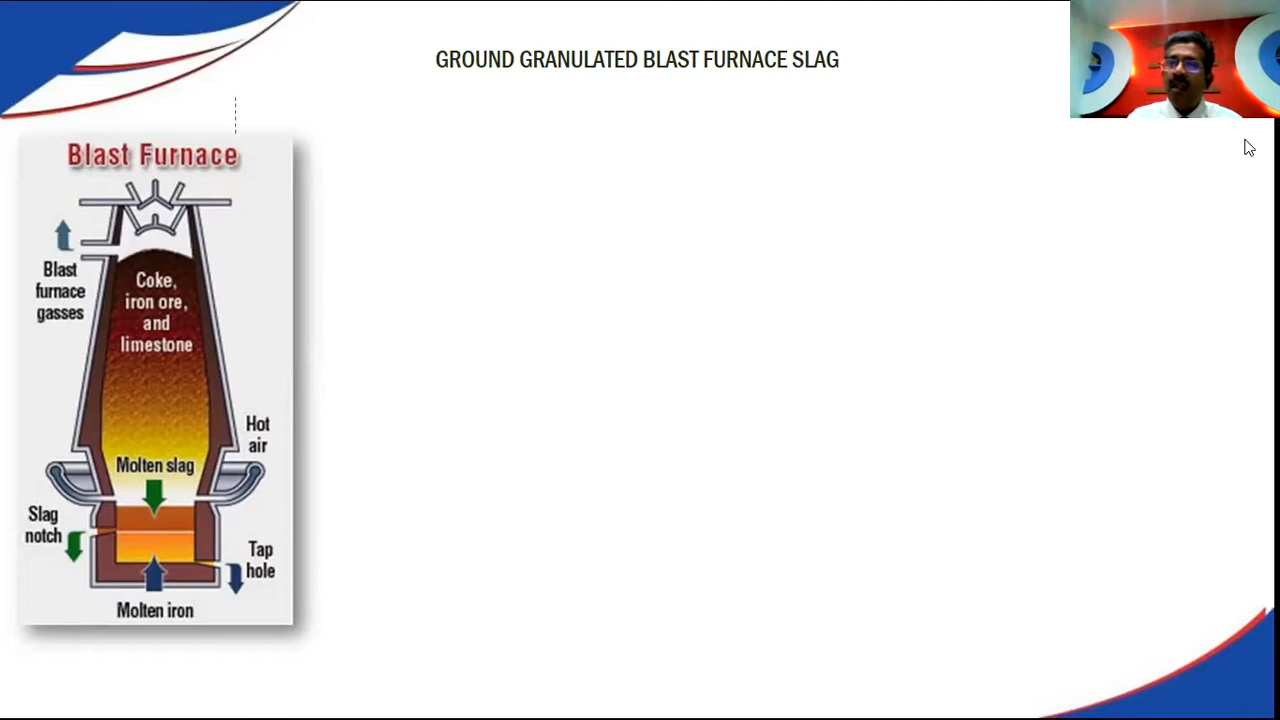 GROUND GRANULATED BLAST FURNACE SLAG
Blast Furnace
Blast
furnace
gasses
Coke,
iron ore,
and
limestone
Hot
air
Molten slag
Slag
notch
Tap
hole
Molten iron